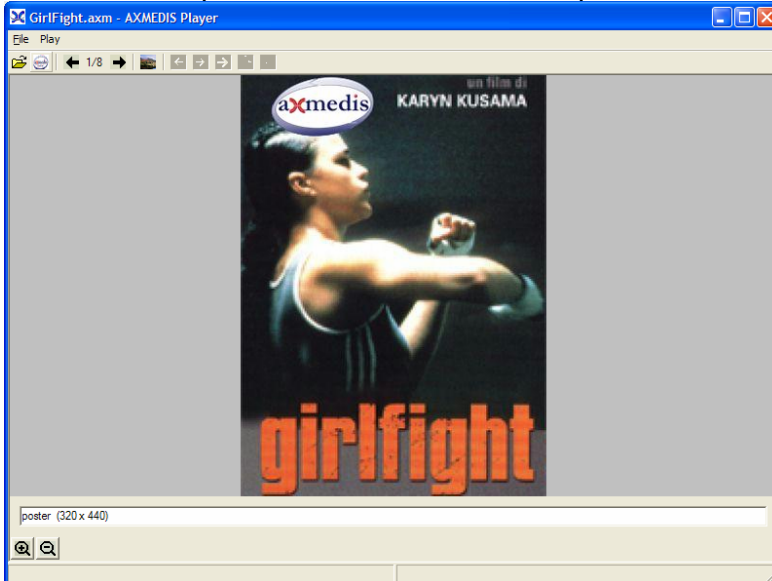 GirlFight.axm - AXMEDIS Player
File Play
1/8
axmedis
un film di
KARYN KUSAMA
girlfight
poster (320 x 440)